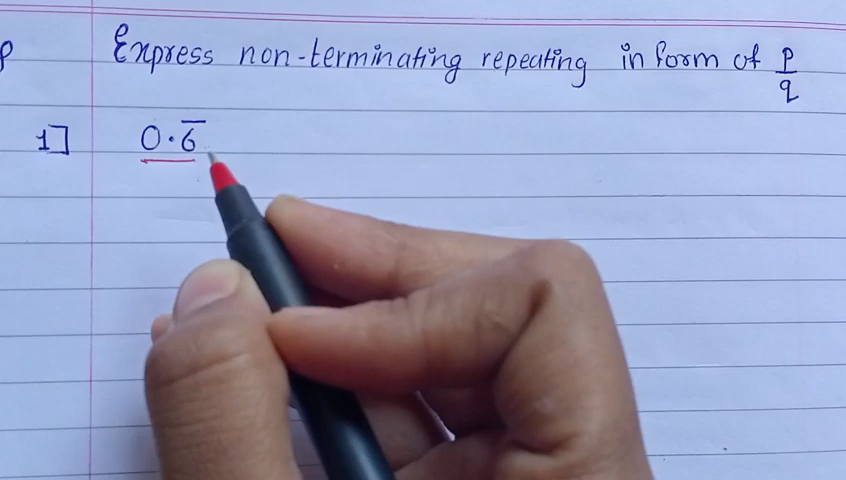 Express non-terminating repeating in form of p/q
1] 0.6̅